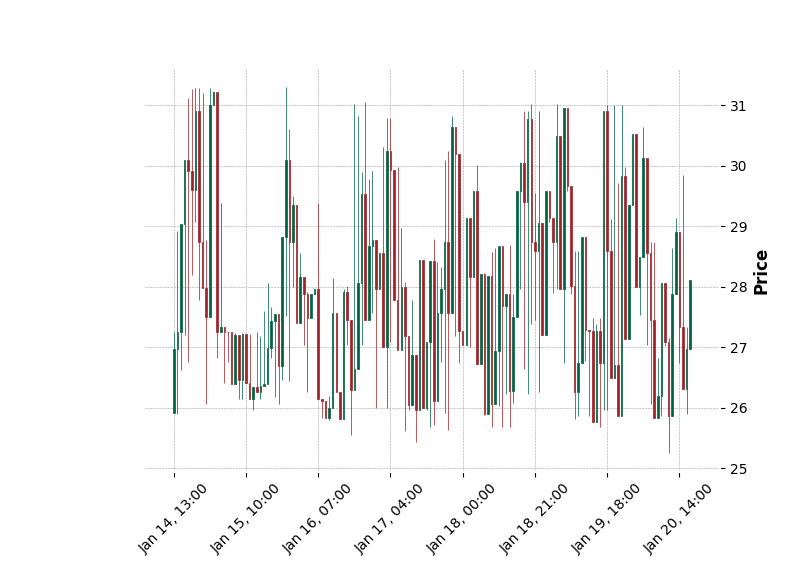 31
30
29
28
27
26
25
Price
Jan 14, 13:00
Jan 15, 10:00
Jan 16, 07:00
Jan 17, 04:00
Jan 18, 00:00
Jan 18, 21:00
Jan 19, 18:00
Jan 20, 14:00